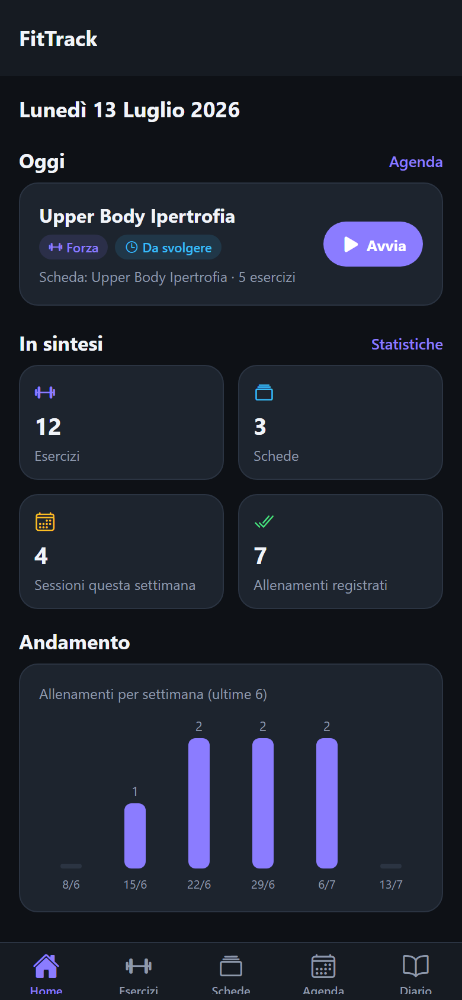 FitTrack
Lunedì 13 Luglio 2026
Oggi
Agenda
Upper Body Ipertrofia
Forza
Da svolgere
Avvia
Scheda: Upper Body Ipertrofia · 5 esercizi
In sintesi
Statistiche
12
Esercizi
3
Schede
4
Sessioni questa settimana
7
Allenamenti registrati
Andamento
Allenamenti per settimana (ultime 6)
1
2
2
2
8/6
15/6
22/6
29/6
6/7
13/7
Home
Esercizi
Schede
Agenda
Diario